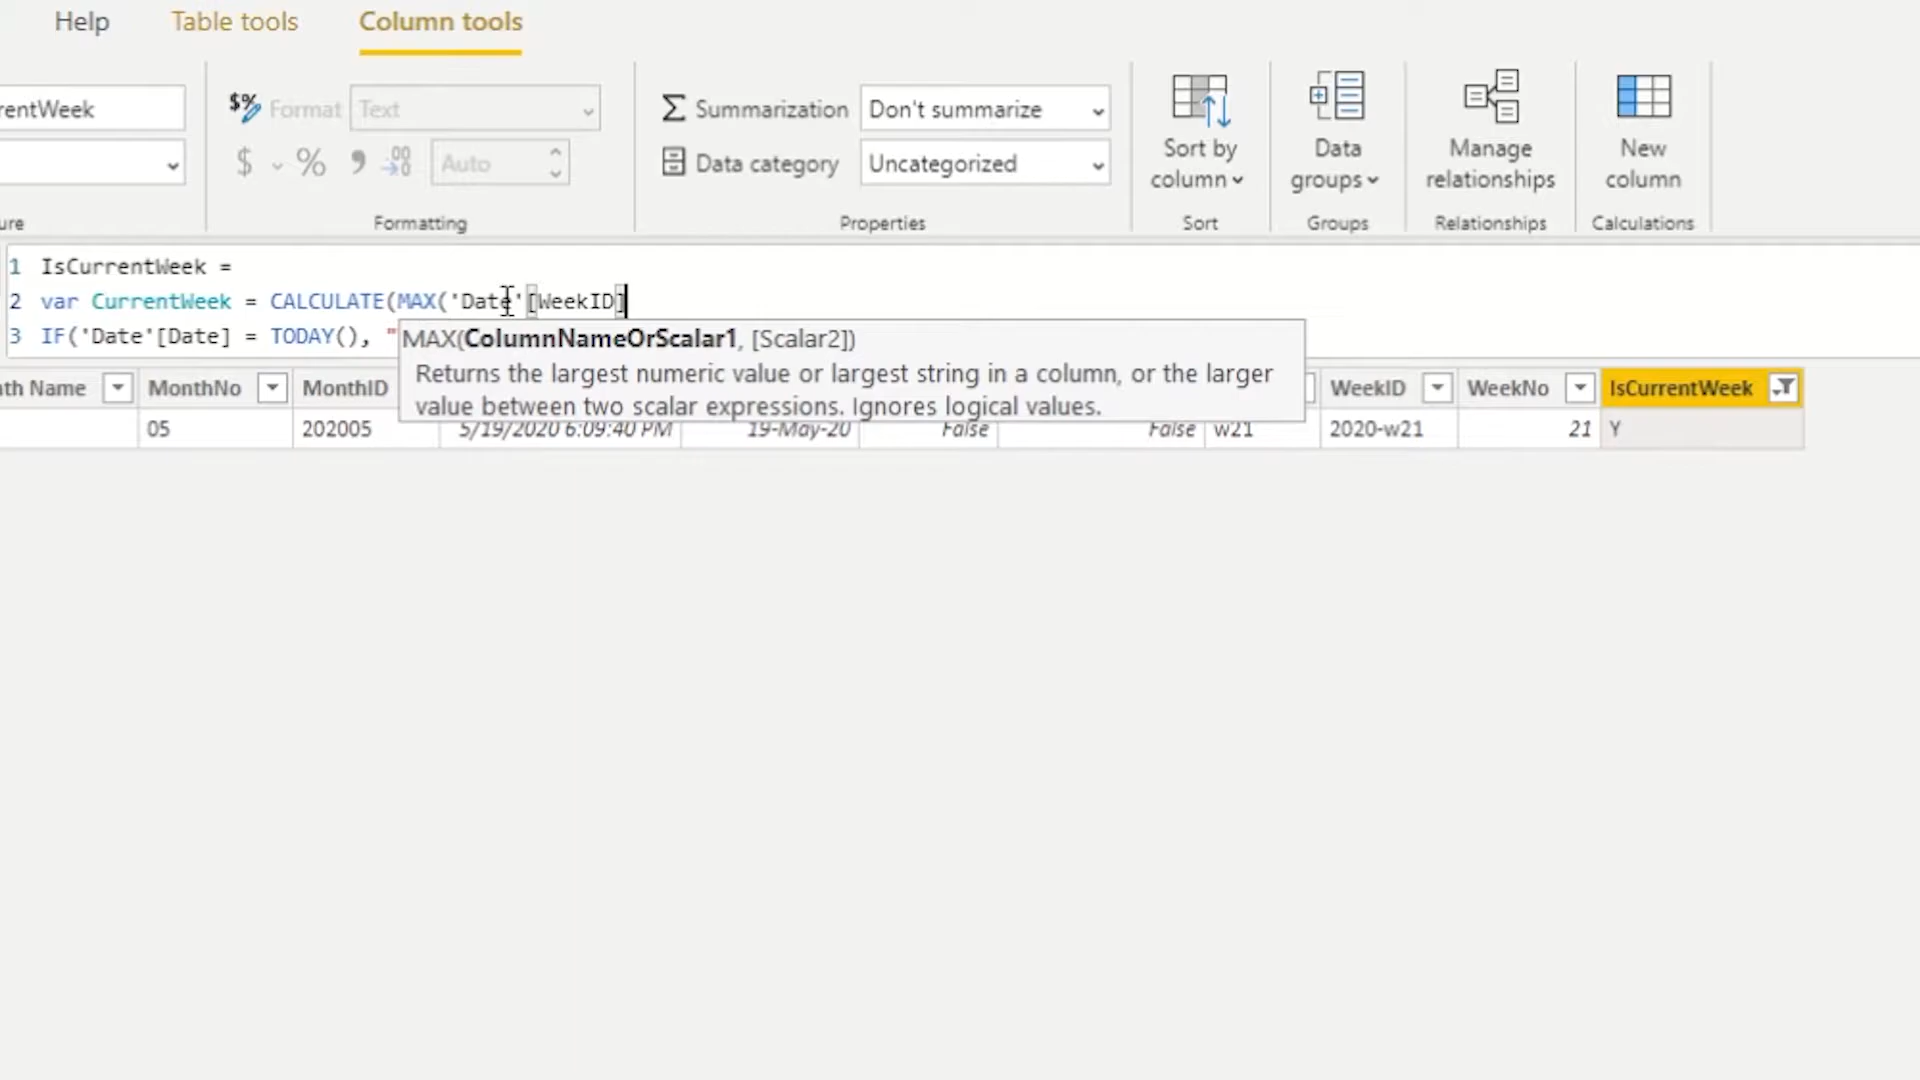 Help Table tools Column tools
rentWeek $% Format Text Σ Summarization Don't summarize
$ % 9 .00 Auto Data category Uncategorized
Sort by column Data groups Manage relationships New column
ure Formatting Properties Sort Groups Relationships Calculations
1 IsCurrentWeek =
2 var CurrentWeek = CALCULATE(MAX('Date'[WeekID]
3 IF('Date'[Date] = TODAY(), "
MAX(ColumnNameOrScalar1, [Scalar2])
Returns the largest numeric value or largest string in a column, or the larger
value between two scalar expressions. Ignores logical values.
th Name MonthNo MonthID WeekID WeekNo IsCurrentWeek
05 202005 5/19/2020 6:09:40 PM 19-May-20 False False w21 2020-w21 21 Y